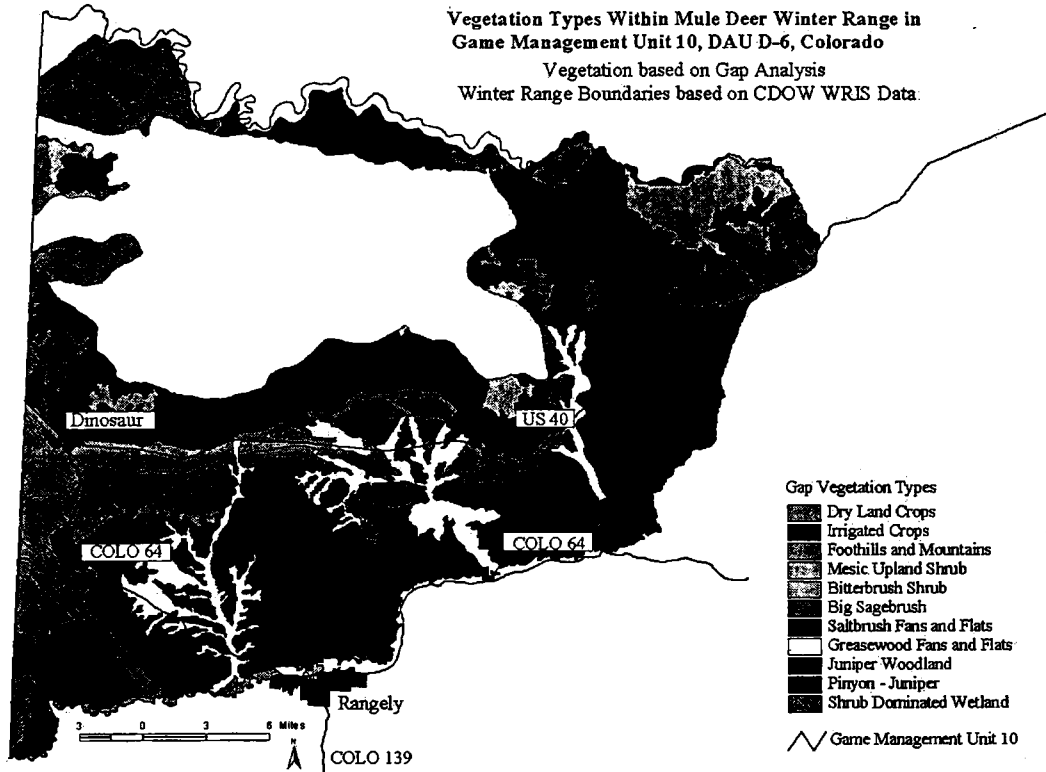 Vegetation Types Within Mule Deer Winter Range in
Game Management Unit 10, DAU D-6, Colorado
Vegetation based on Gap Analysis
Winter Range Boundaries based on CDOW WRIS Data
Dinosaur
US 40
COLO 64
COLO 64
Rangely
COLO 139
3 0 3 6 Miles
N
Gap Vegetation Types
Dry Land Crops
Irrigated Crops
Foothills and Mountains
Mesic Upland Shrub
Bitterbrush Shrub
Big Sagebrush
Saltbrush Fans and Flats
Greasewood Fans and Flats
Juniper Woodland
Pinyon - Juniper
Shrub Dominated Wetland
Game Management Unit 10